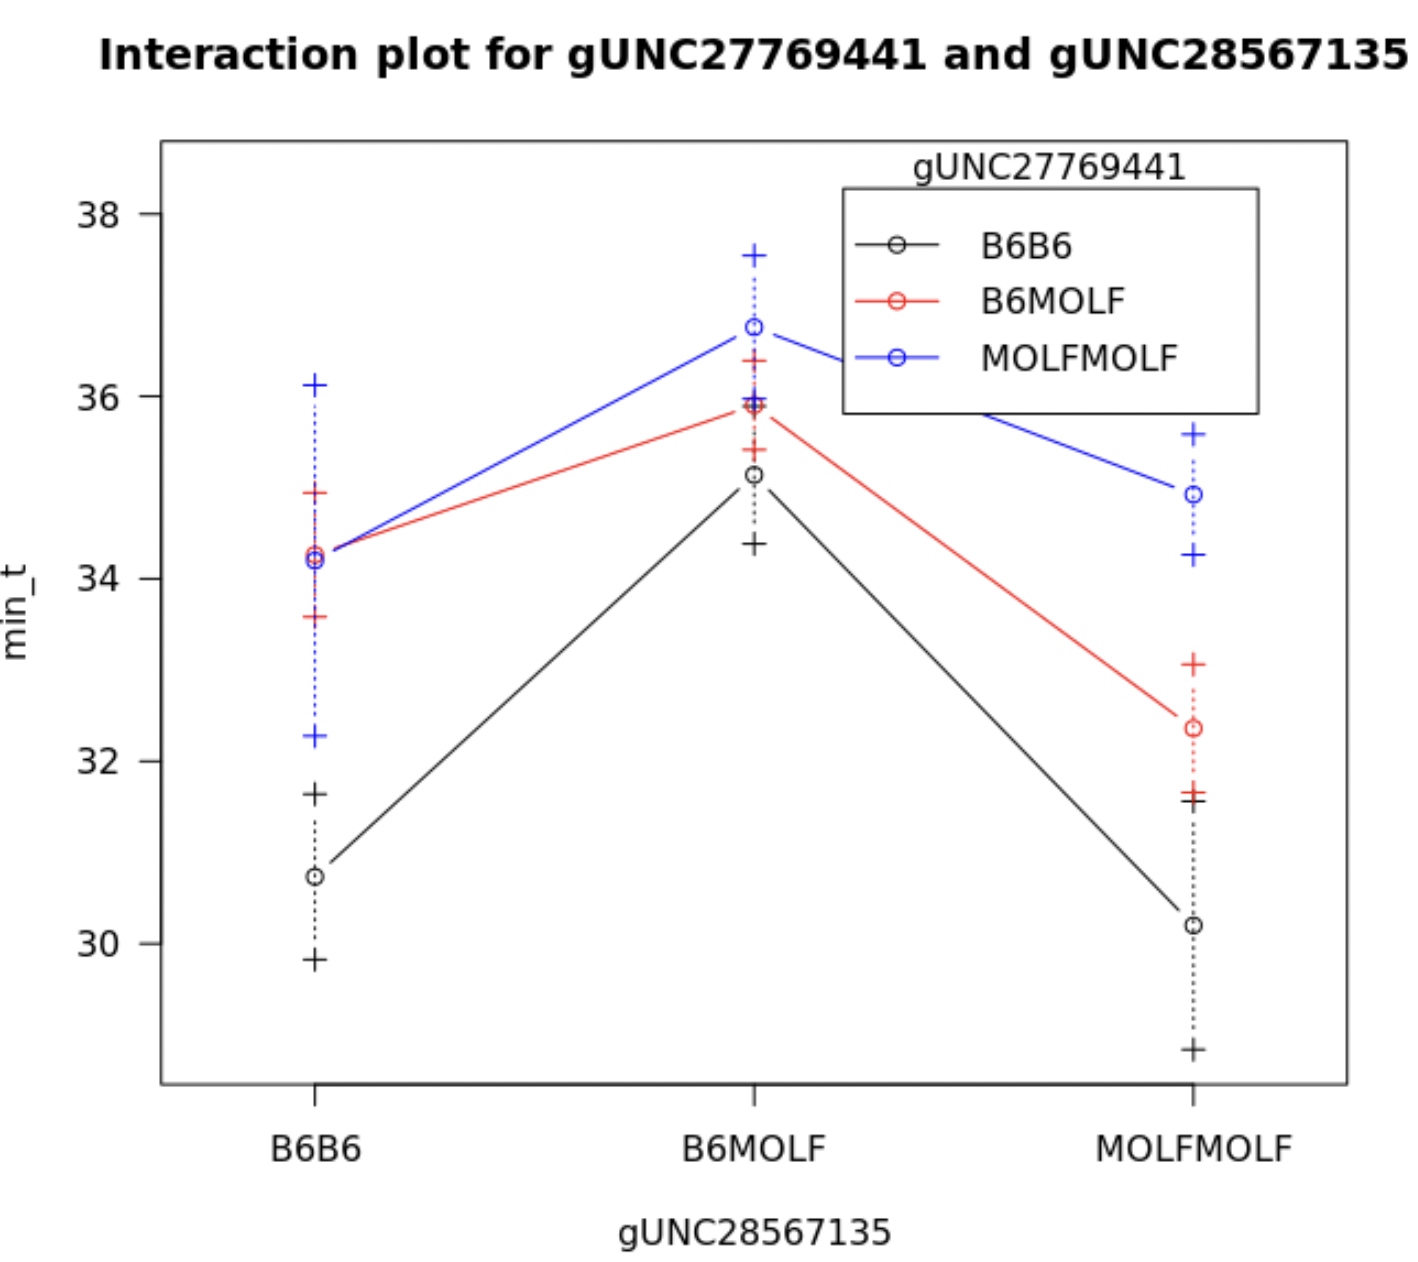 Interaction plot for gUNC27769441 and gUNC28567135
gUNC27769441
B6B6
B6MOLF
MOLFMOLF
38
36
34
32
30
min_t
B6B6 B6MOLF MOLFMOLF
gUNC28567135